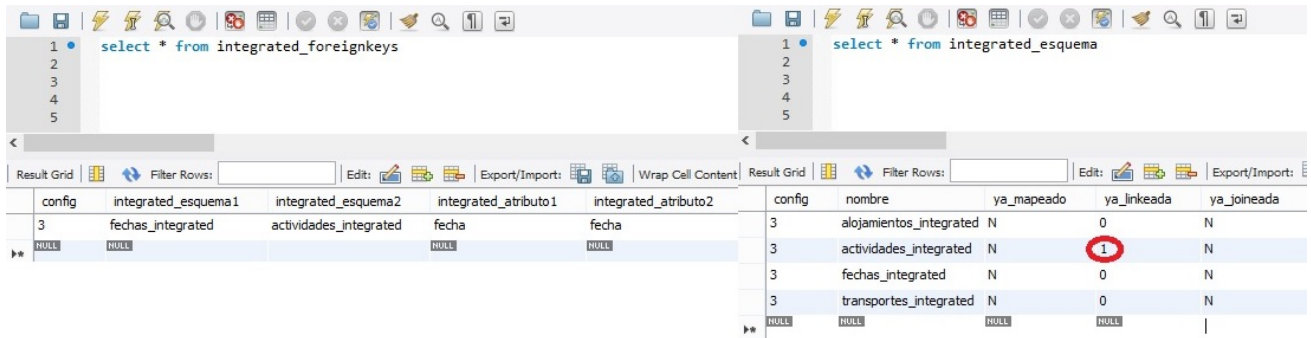 1 select * from integrated_foreignkeys
2
3
4
5
Result Grid Filter Rows: Edit: Export/Import: Wrap Cell Content
config integrated_esquema1 integrated_esquema2 integrated_atributo1 integrated_atributo2
3 fechas_integrated actividades_integrated fecha fecha
NULL NULL NULL NULL
1 select * from integrated_esquema
2
3
4
5
Result Grid Filter Rows: Edit: Export/Import:
config nombre ya_mapeado ya_linkeada ya_joineada
3 alojamientos_integrated N 0 N
3 actividades_integrated N 1 N
3 fechas_integrated N 0 N
3 transportes_integrated N 0 N
NULL NULL NULL NULL